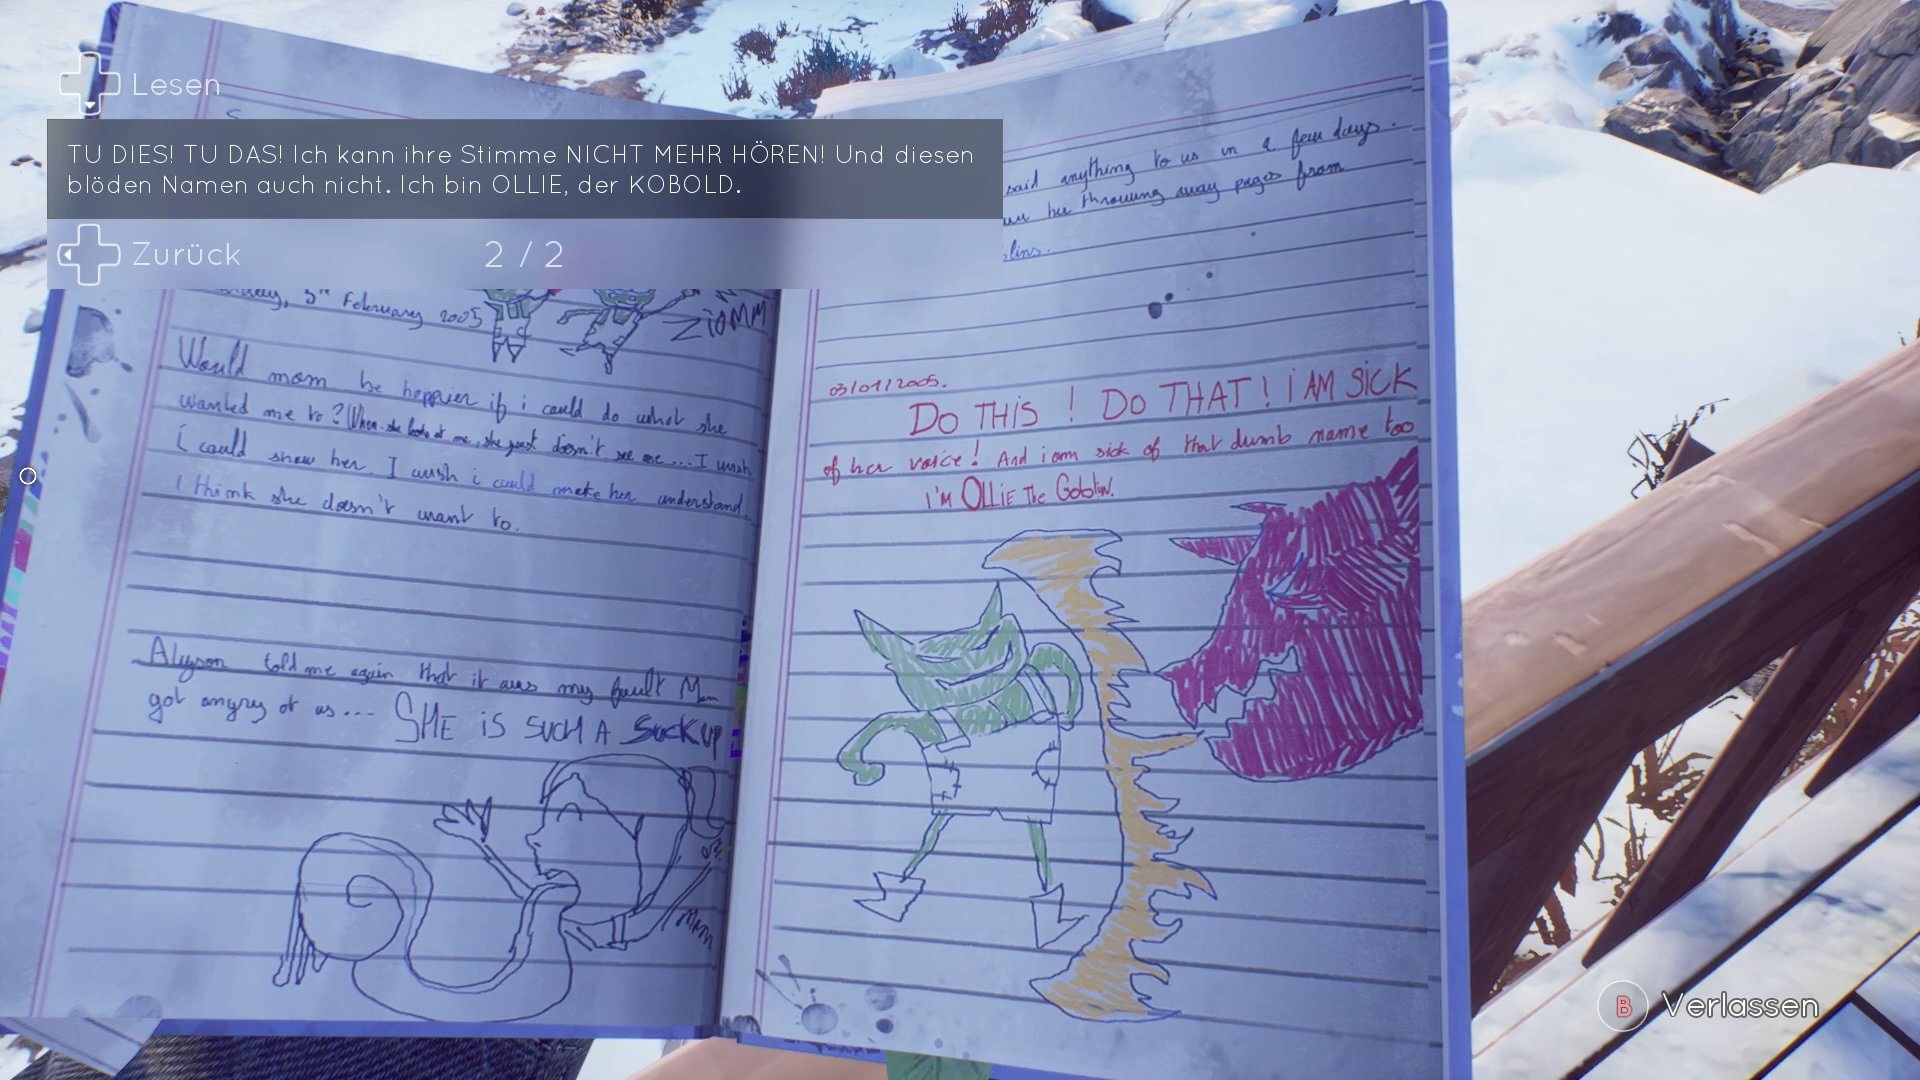 Lesen
TU DIES! TU DAS! Ich kann ihre Stimme NICHT MEHR HÖREN! Und diesen
blöden Namen auch nicht. Ich bin OLLIE, der KOBOLD.
Zurück
2 / 2
5th February 2005
ZIOMM
Would mom be happier if i could do what she
wanted me to? When she looks at me, she just doesn't see me... I wish
i could show her. I wish i could make her understand.
I think she doesn't want to.
Alyson told me again that it was my fault Mom
got angry at us... SHE iS SUCH A SUCKUP
said anything to us in a few days.
her throwing away pages from
03/01/2005.
DO THiS! DO THAT! i AM SiCK
of her voice! And i am sick of that dumb name too
I'M OLLiE The Goblin.
Verlassen
B